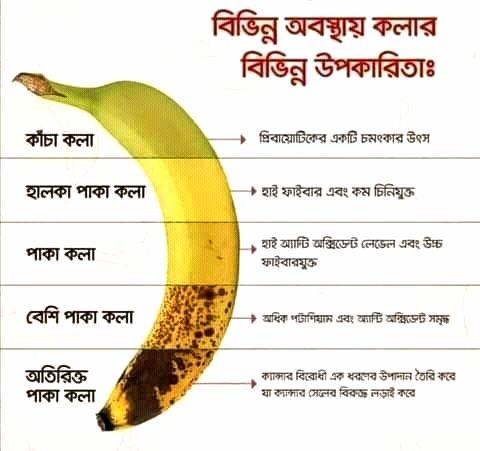 বিভিন্ন অবস্থায় কলার
বিভিন্ন উপকারিতাঃ
কাঁচা কলা
প্রিবায়োটিকের একটি চমৎকার উৎস
হালকা পাকা কলা
হাই ফাইবার এবং কম চিনিযুক্ত
পাকা কলা
হাই অ্যান্টি অক্সিডেন্ট লেভেল এবং উচ্চ
ফাইবারযুক্ত
বেশি পাকা কলা
অধিক পটাশিয়াম এবং অ্যান্টি অক্সিডেন্ট সমৃদ্ধ
অতিরিক্ত
পাকা কলা
ক্যান্সার বিরোধী এক ধরণের উপাদান তৈরি করে
যা ক্যান্সার সেলের বিরুদ্ধে লড়াই করে